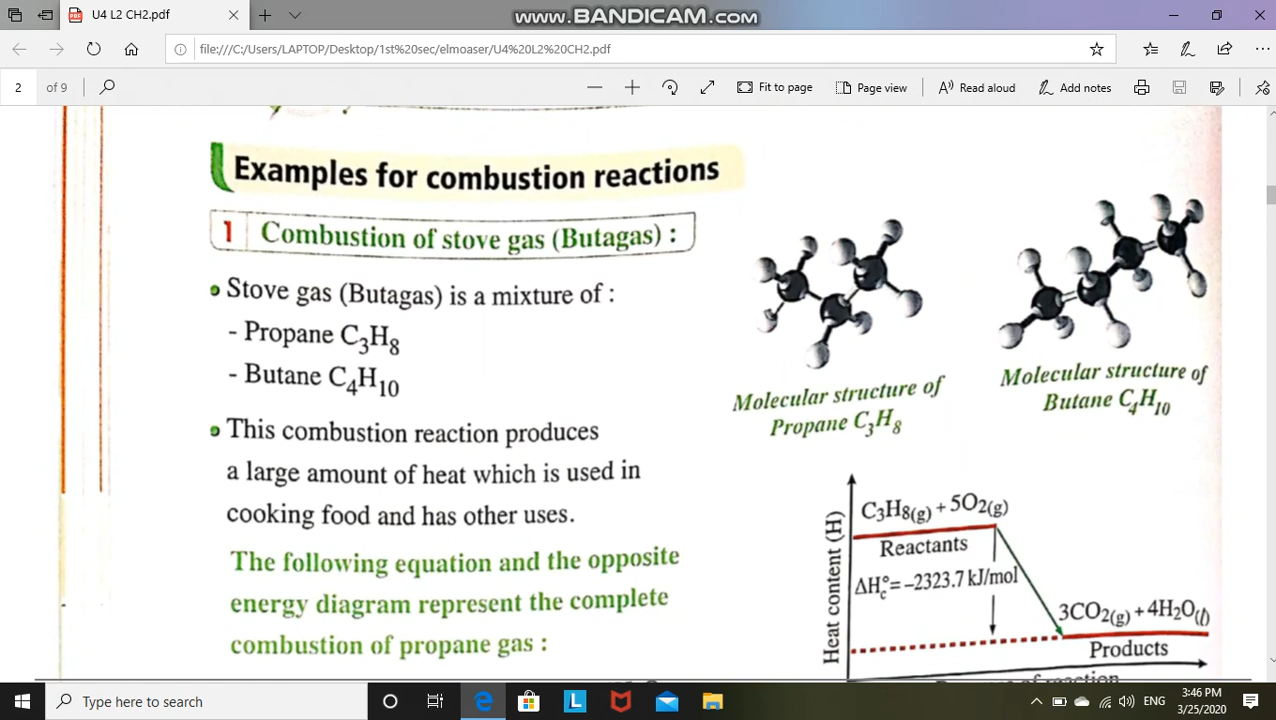 WWW.BANDICAM.COM
U4 L2 CH2.pdf
file:///C:/Users/LAPTOP/Desktop/1st%20sec/elmoaser/U4%20L2%20CH2.pdf
2 of 9
Fit to page
Page view
Read aloud
Add notes
Examples for combustion reactions
1 Combustion of stove gas (Butagas) :
• Stove gas (Butagas) is a mixture of :
- Propane C3H8
- Butane C4H10
• This combustion reaction produces
a large amount of heat which is used in
cooking food and has other uses.
The following equation and the opposite
energy diagram represent the complete
combustion of propane gas :
Molecular structure of
Propane C3H8
Molecular structure of
Butane C4H10
Heat content (H)
C3H8(g) + 5O2(g)
Reactants
ΔH°c = –2323.7 kJ/mol
3CO2(g) + 4H2O(l)
Products
Type here to search
ENG
3:46 PM
3/25/2020